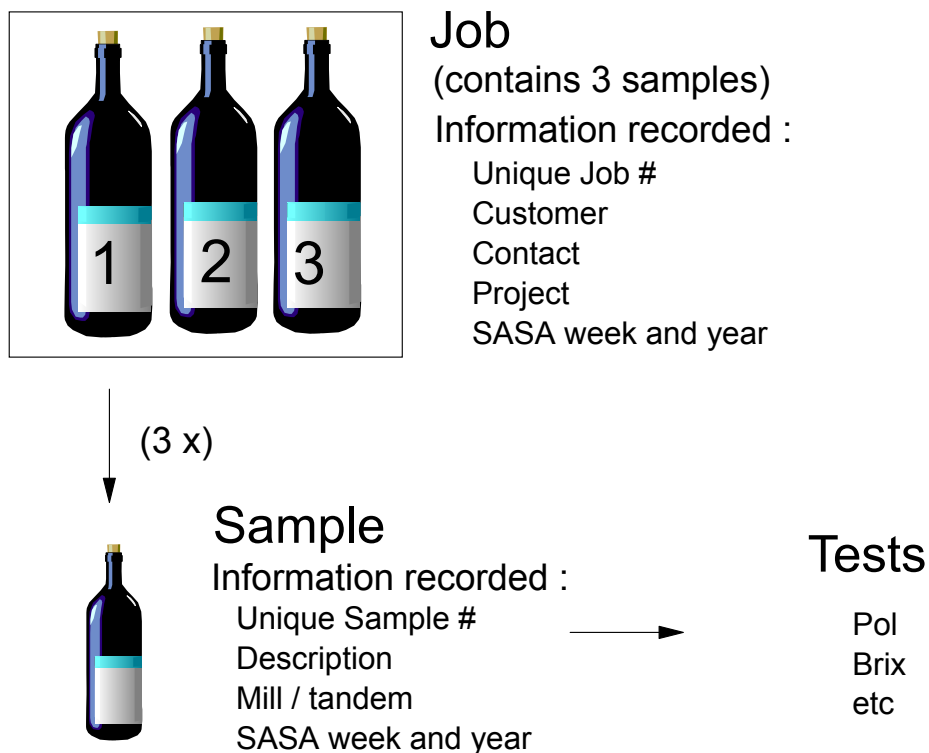 Job
(contains 3 samples)
Information recorded :
Unique Job #
Customer
Contact
Project
SASA week and year
1 2 3
(3 x)
Sample
Information recorded :
Unique Sample #
Description
Mill / tandem
SASA week and year
Tests
Pol
Brix
etc